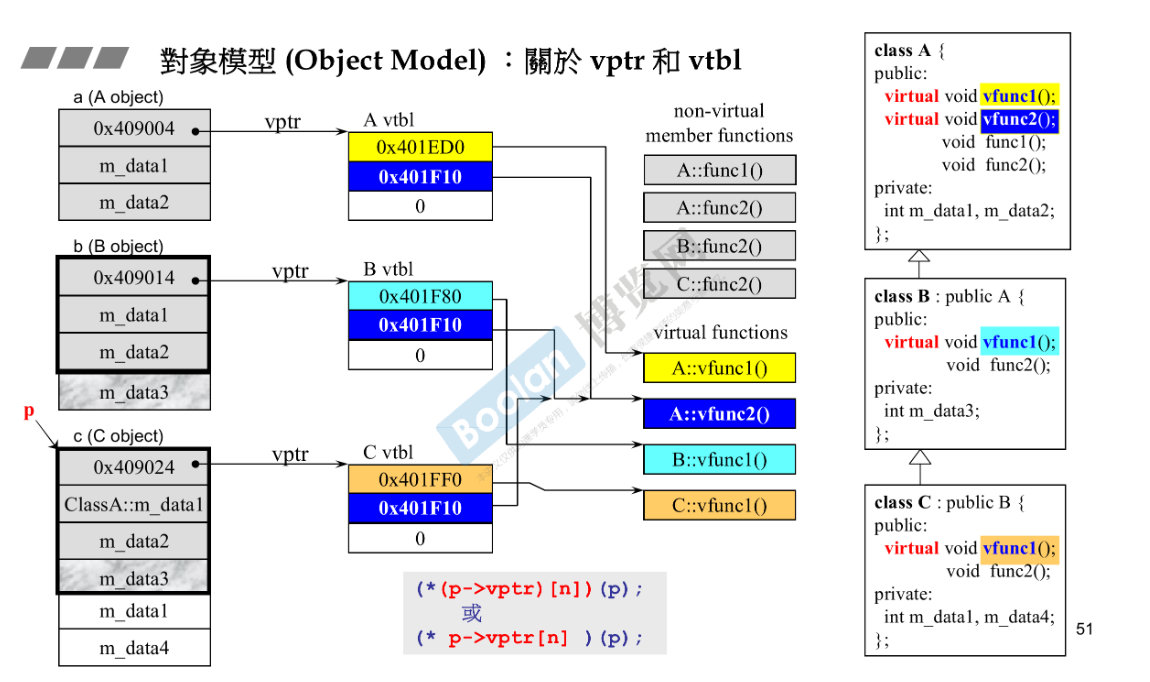 對象模型 (Object Model) ：關於 vptr 和 vtbl
a (A object)
0x409004
m_data1
m_data2
vptr
A vtbl
0x401ED0
0x401F10
0
b (B object)
0x409014
m_data1
m_data2
m_data3
vptr
B vtbl
0x401F80
0x401F10
0
p
c (C object)
0x409024
ClassA::m_data1
m_data2
m_data3
m_data1
m_data4
vptr
C vtbl
0x401FF0
0x401F10
0
non-virtual
member functions
A::func1()
A::func2()
B::func2()
C::func2()
virtual functions
A::vfunc1()
A::vfunc2()
B::vfunc1()
C::vfunc1()
(*(p->vptr)[n])(p);
或
(* p->vptr[n] )(p);
class A {
public:
virtual void vfunc1();
virtual void vfunc2();
void func1();
void func2();
private:
int m_data1, m_data2;
};
class B : public A {
public:
virtual void vfunc1();
void func2();
private:
int m_data3;
};
class C : public B {
public:
virtual void vfunc1();
void func2();
private:
int m_data1, m_data4;
};
51
Boolan 博览网